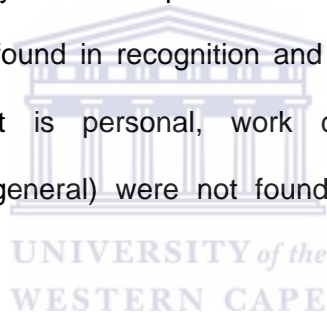 found in recognition and
is personal, work
general) were not found
UNIVERSITY of the
WESTERN CAPE